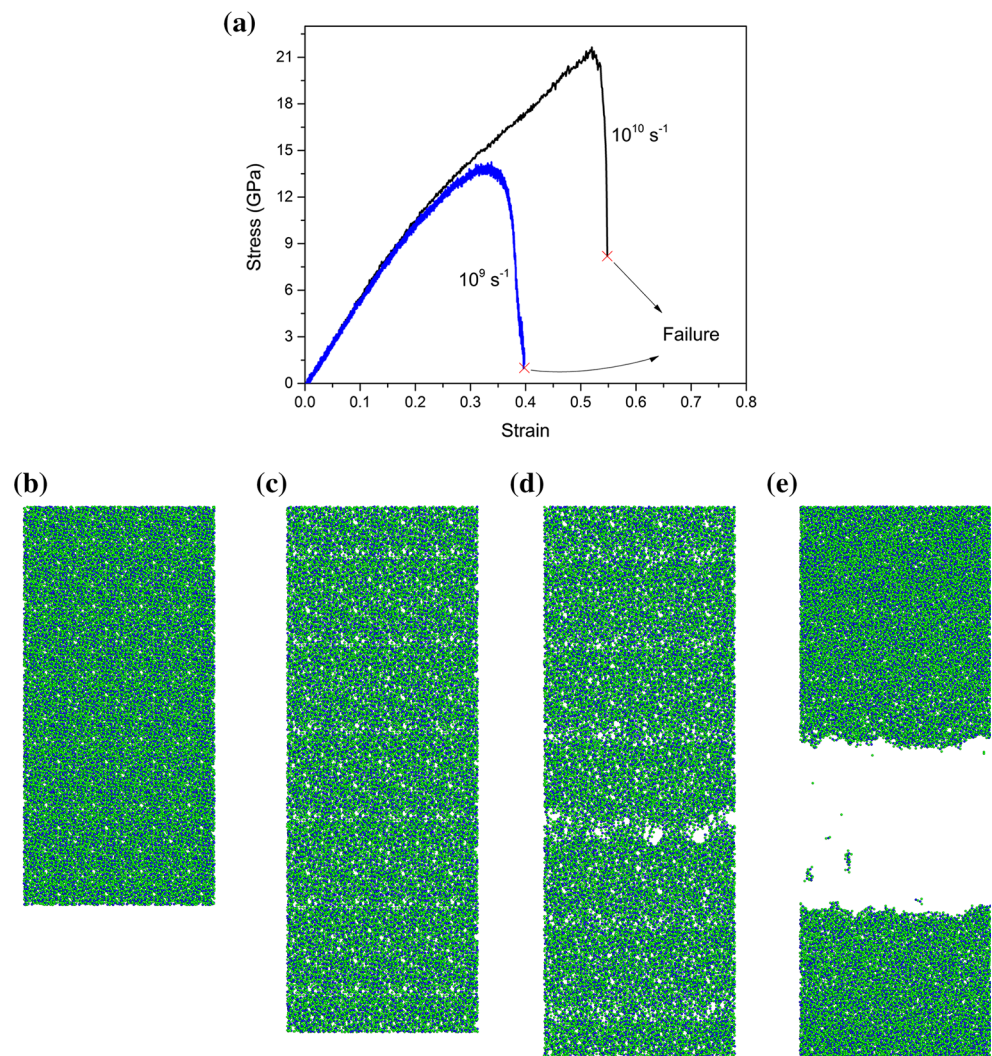 (a)
Stress (GPa)
21
18
15
12
9
6
3
0
10¹⁰ s⁻¹
10⁹ s⁻¹
Failure
0.0 0.1 0.2 0.3 0.4 0.5 0.6 0.7 0.8
Strain
(b) (c) (d) (e)